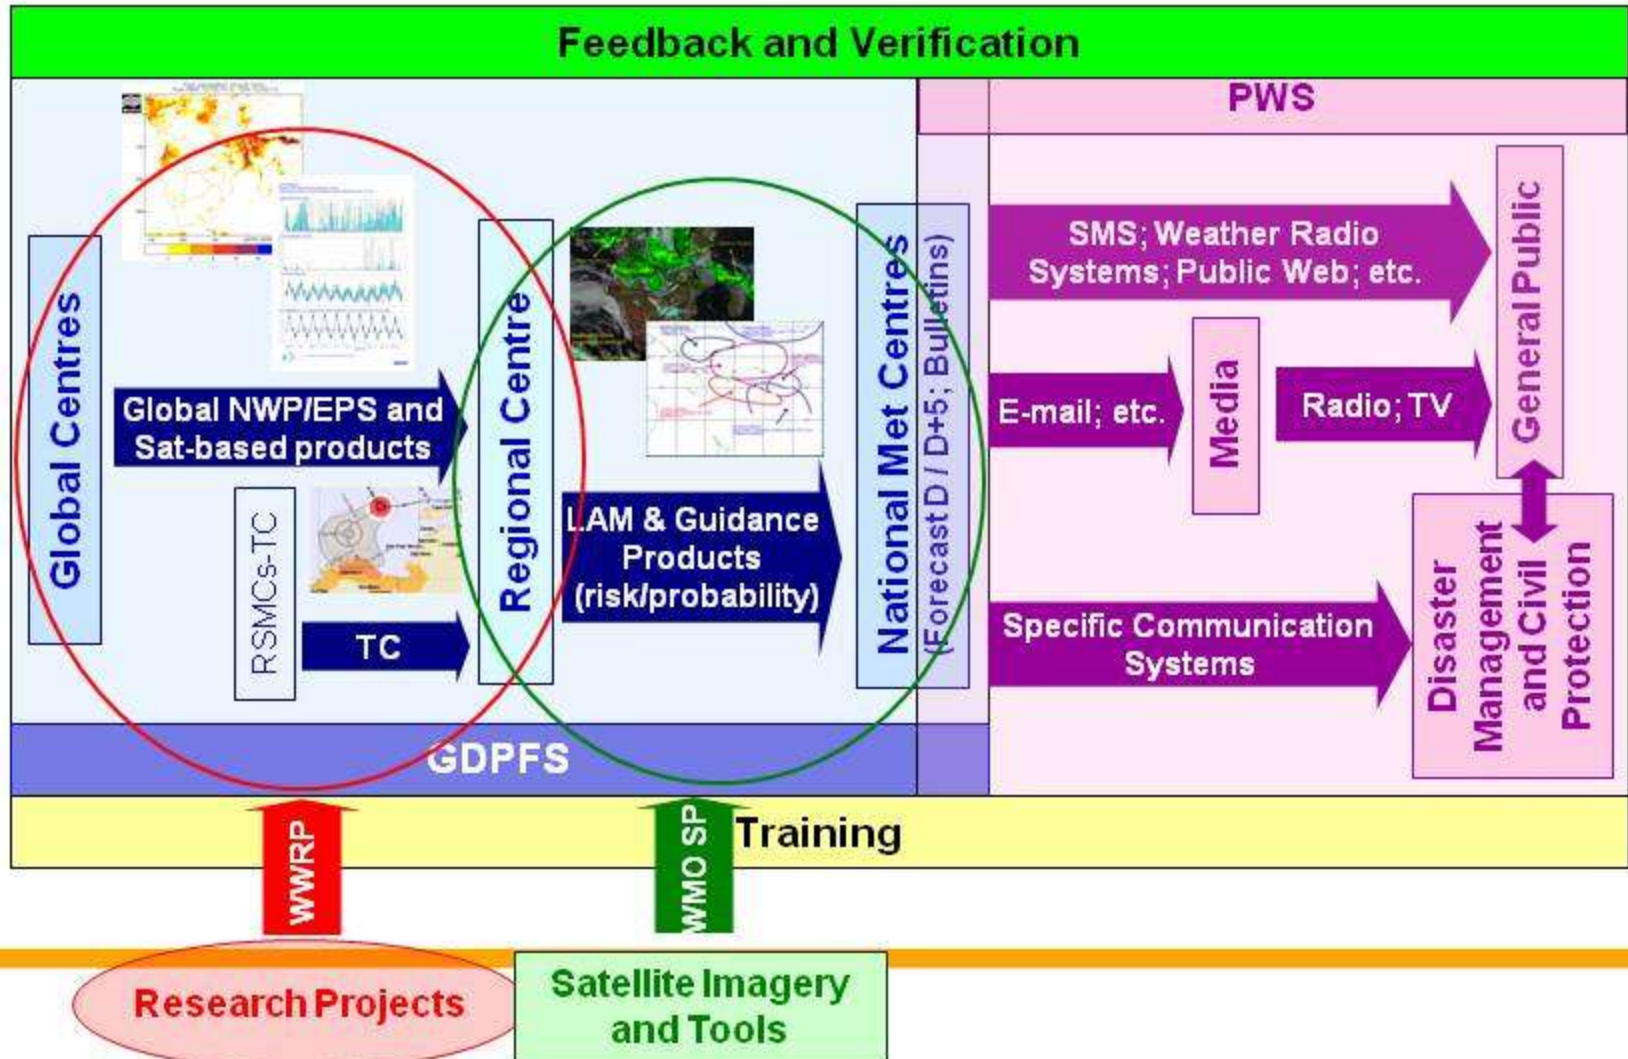 Feedback and Verification
PWS
Global Centres
Global NWP/EPS and
Sat-based products
RSMCs-TC
TC
Regional Centre
LAM & Guidance
Products
(risk/probability)
National Met Centres
(Forecast D / D+5; Bulletins)
SMS; Weather Radio
Systems; Public Web; etc.
E-mail; etc.
Media
Radio; TV
General Public
Specific Communication
Systems
Disaster
Management
and Civil
Protection
GDPFS
Training
WWRP
WMO SP
Research Projects
Satellite Imagery
and Tools